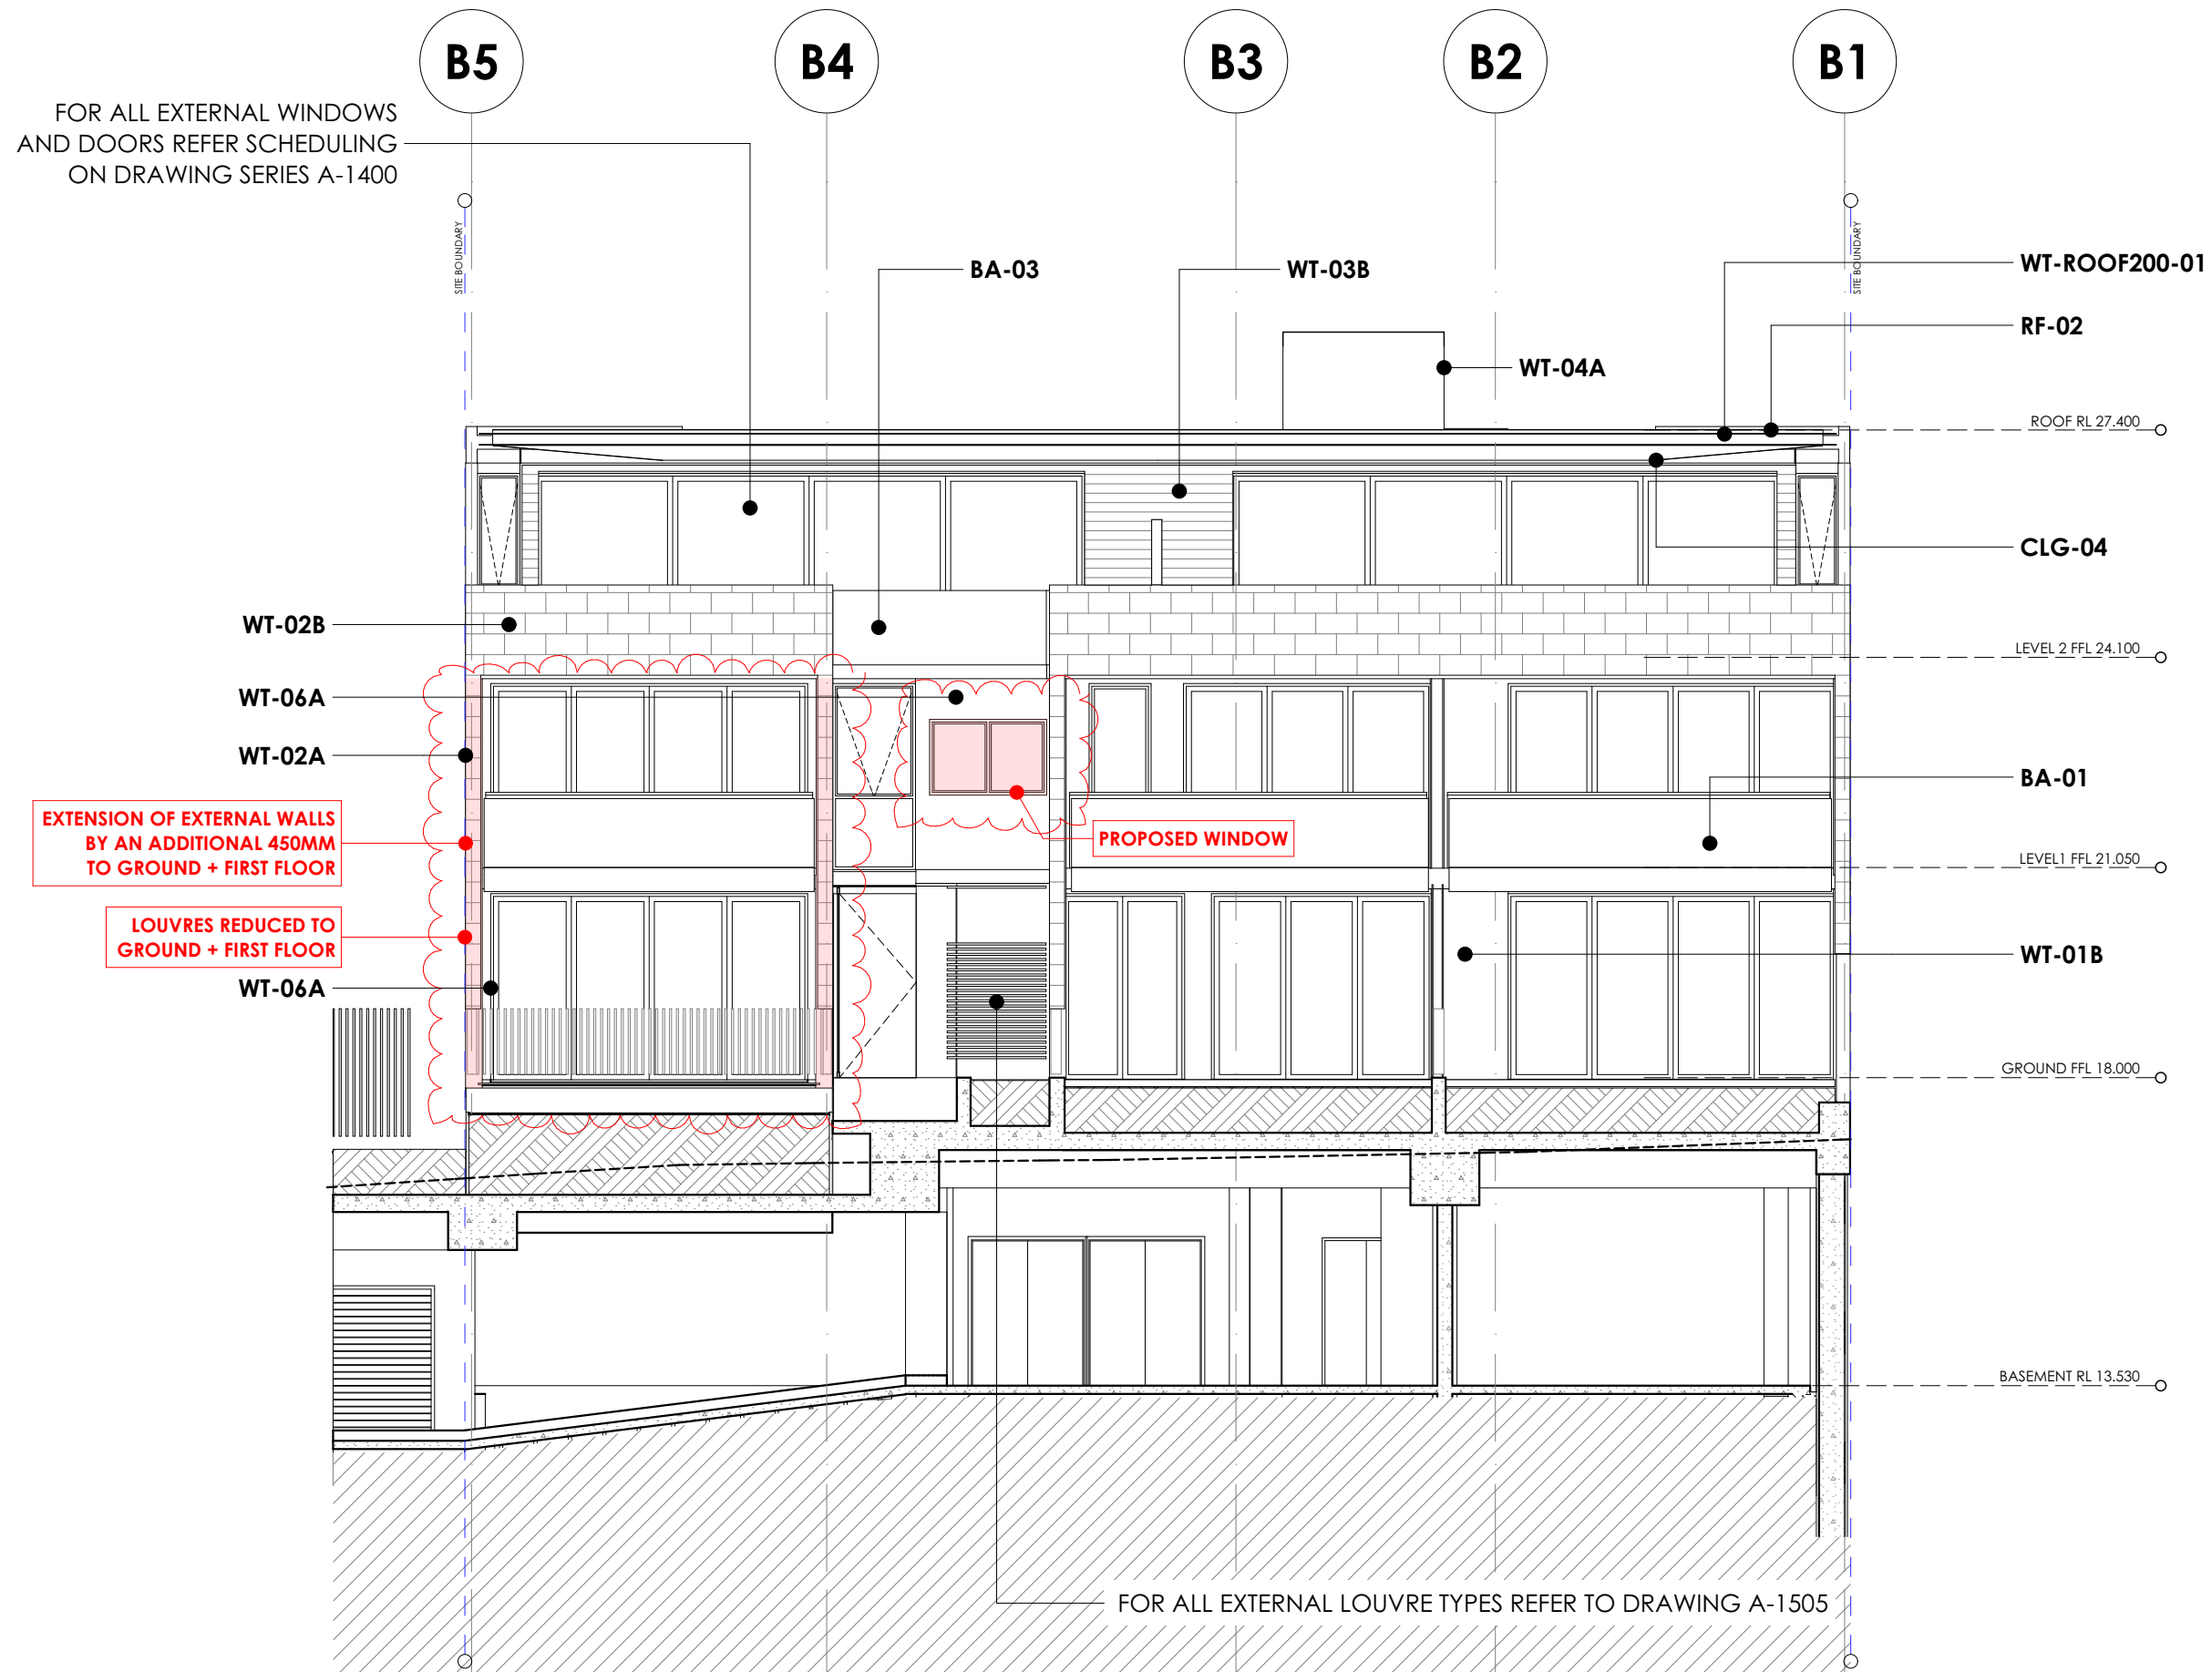 B5
B4
B3
B2
B1
FOR ALL EXTERNAL WINDOWS
AND DOORS REFER SCHEDULING
ON DRAWING SERIES A-1400
SITE BOUNDARY
SITE BOUNDARY
BA-03
WT-03B
WT-ROOF200-01
RF-02
WT-04A
ROOF RL 27.400
CLG-04
WT-02B
LEVEL 2 FFL 24.100
WT-06A
WT-02A
BA-01
EXTENSION OF EXTERNAL WALLS
BY AN ADDITIONAL 450MM
TO GROUND + FIRST FLOOR
PROPOSED WINDOW
LEVEL1 FFL 21.050
LOUVRES REDUCED TO
GROUND + FIRST FLOOR
WT-01B
WT-06A
GROUND FFL 18.000
BASEMENT RL 13.530
FOR ALL EXTERNAL LOUVRE TYPES REFER TO DRAWING A-1505